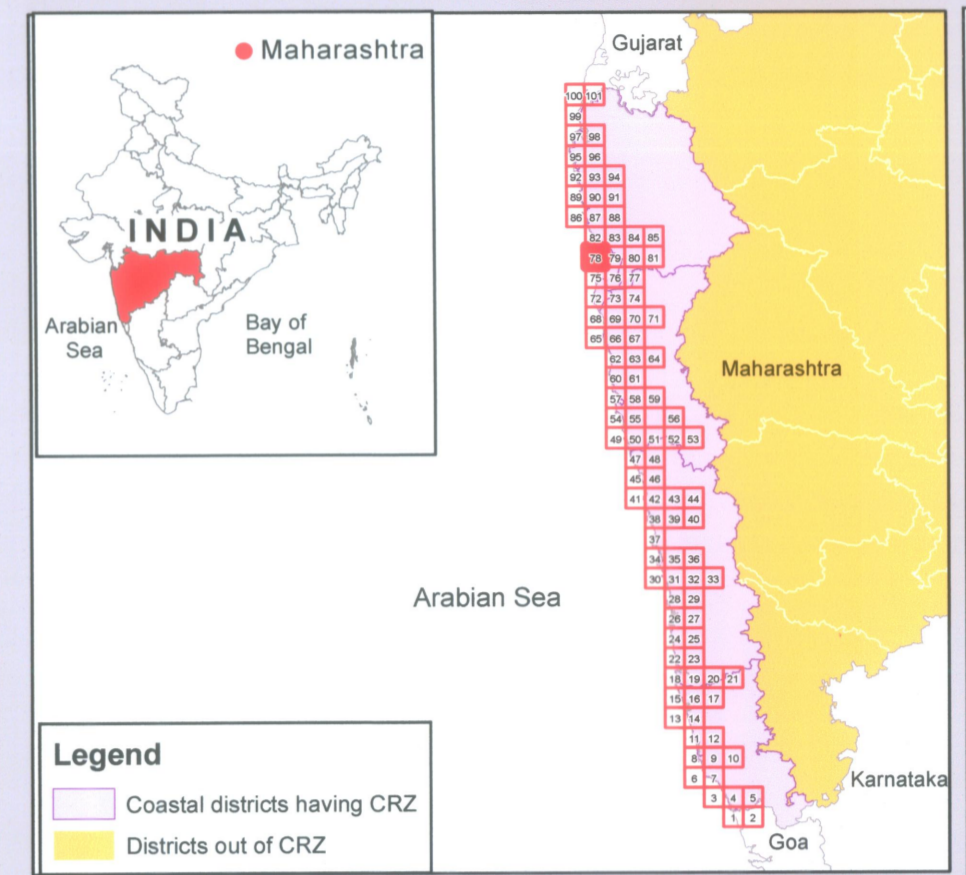 Maharashtra
INDIA
Arabian
Sea
Bay of
Bengal
Gujarat
100 101
99
97 98
95 96
92 93 94
89 90 91
86 87 88
82 83 84 85
78 79 80 81
75 76 77
72 73 74
68 69 70 71
65 66 67
62 63 64
60 61
57 58 59
54 55 56
49 50 51 52 53
47 48
45 46
41 42 43 44
38 39 40
37
34 35 36
30 31 32 33
28 29
26 27
24 25
22 23
18 19 20 21
15 16 17
13 14
11 12
8 9 10
6 7
3 4 5
1 2
Maharashtra
Arabian Sea
Karnataka
Goa
Legend
Coastal districts having CRZ
Districts out of CRZ